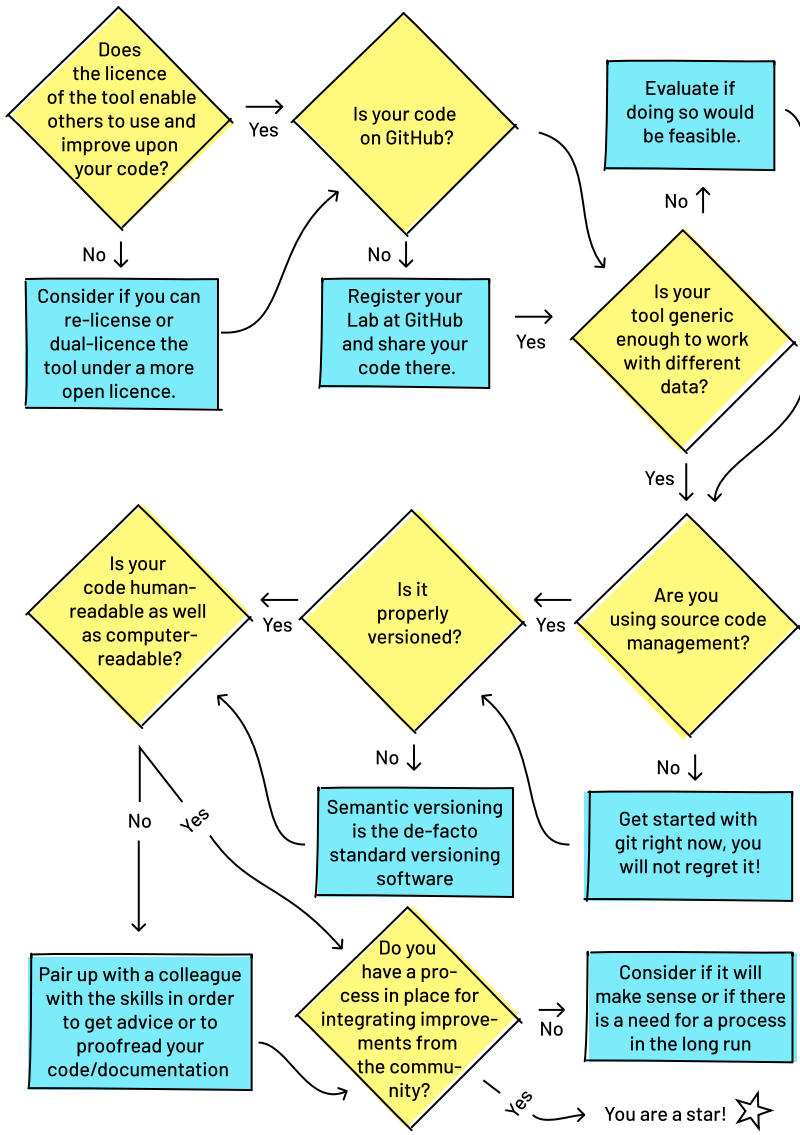 Does
the licence
of the tool enable
others to use and
improve upon
your code?
Yes
Is your code
on GitHub?
Evaluate if
doing so would
be feasible.
No
No
No
Consider if you can
re-license or
dual-licence the
tool under a more
open licence.
Register your
Lab at GitHub
and share your
code there.
Yes
Is your
tool generic
enough to work
with different
data?
Yes
Are you
using source code
management?
Yes
Is it
properly
versioned?
Yes
Is your
code human-
readable as well
as computer-
readable?
No
No
Get started with
git right now, you
will not regret it!
Semantic versioning
is the de-facto
standard versioning
software
No
Yes
Pair up with a colleague
with the skills in order
to get advice or to
proofread your
code/documentation
Do you
have a pro-
cess in place for
integrating improve-
ments from
the commu-
nity?
No
Consider if it will
make sense or if there
is a need for a process
in the long run
Yes
You are a star!